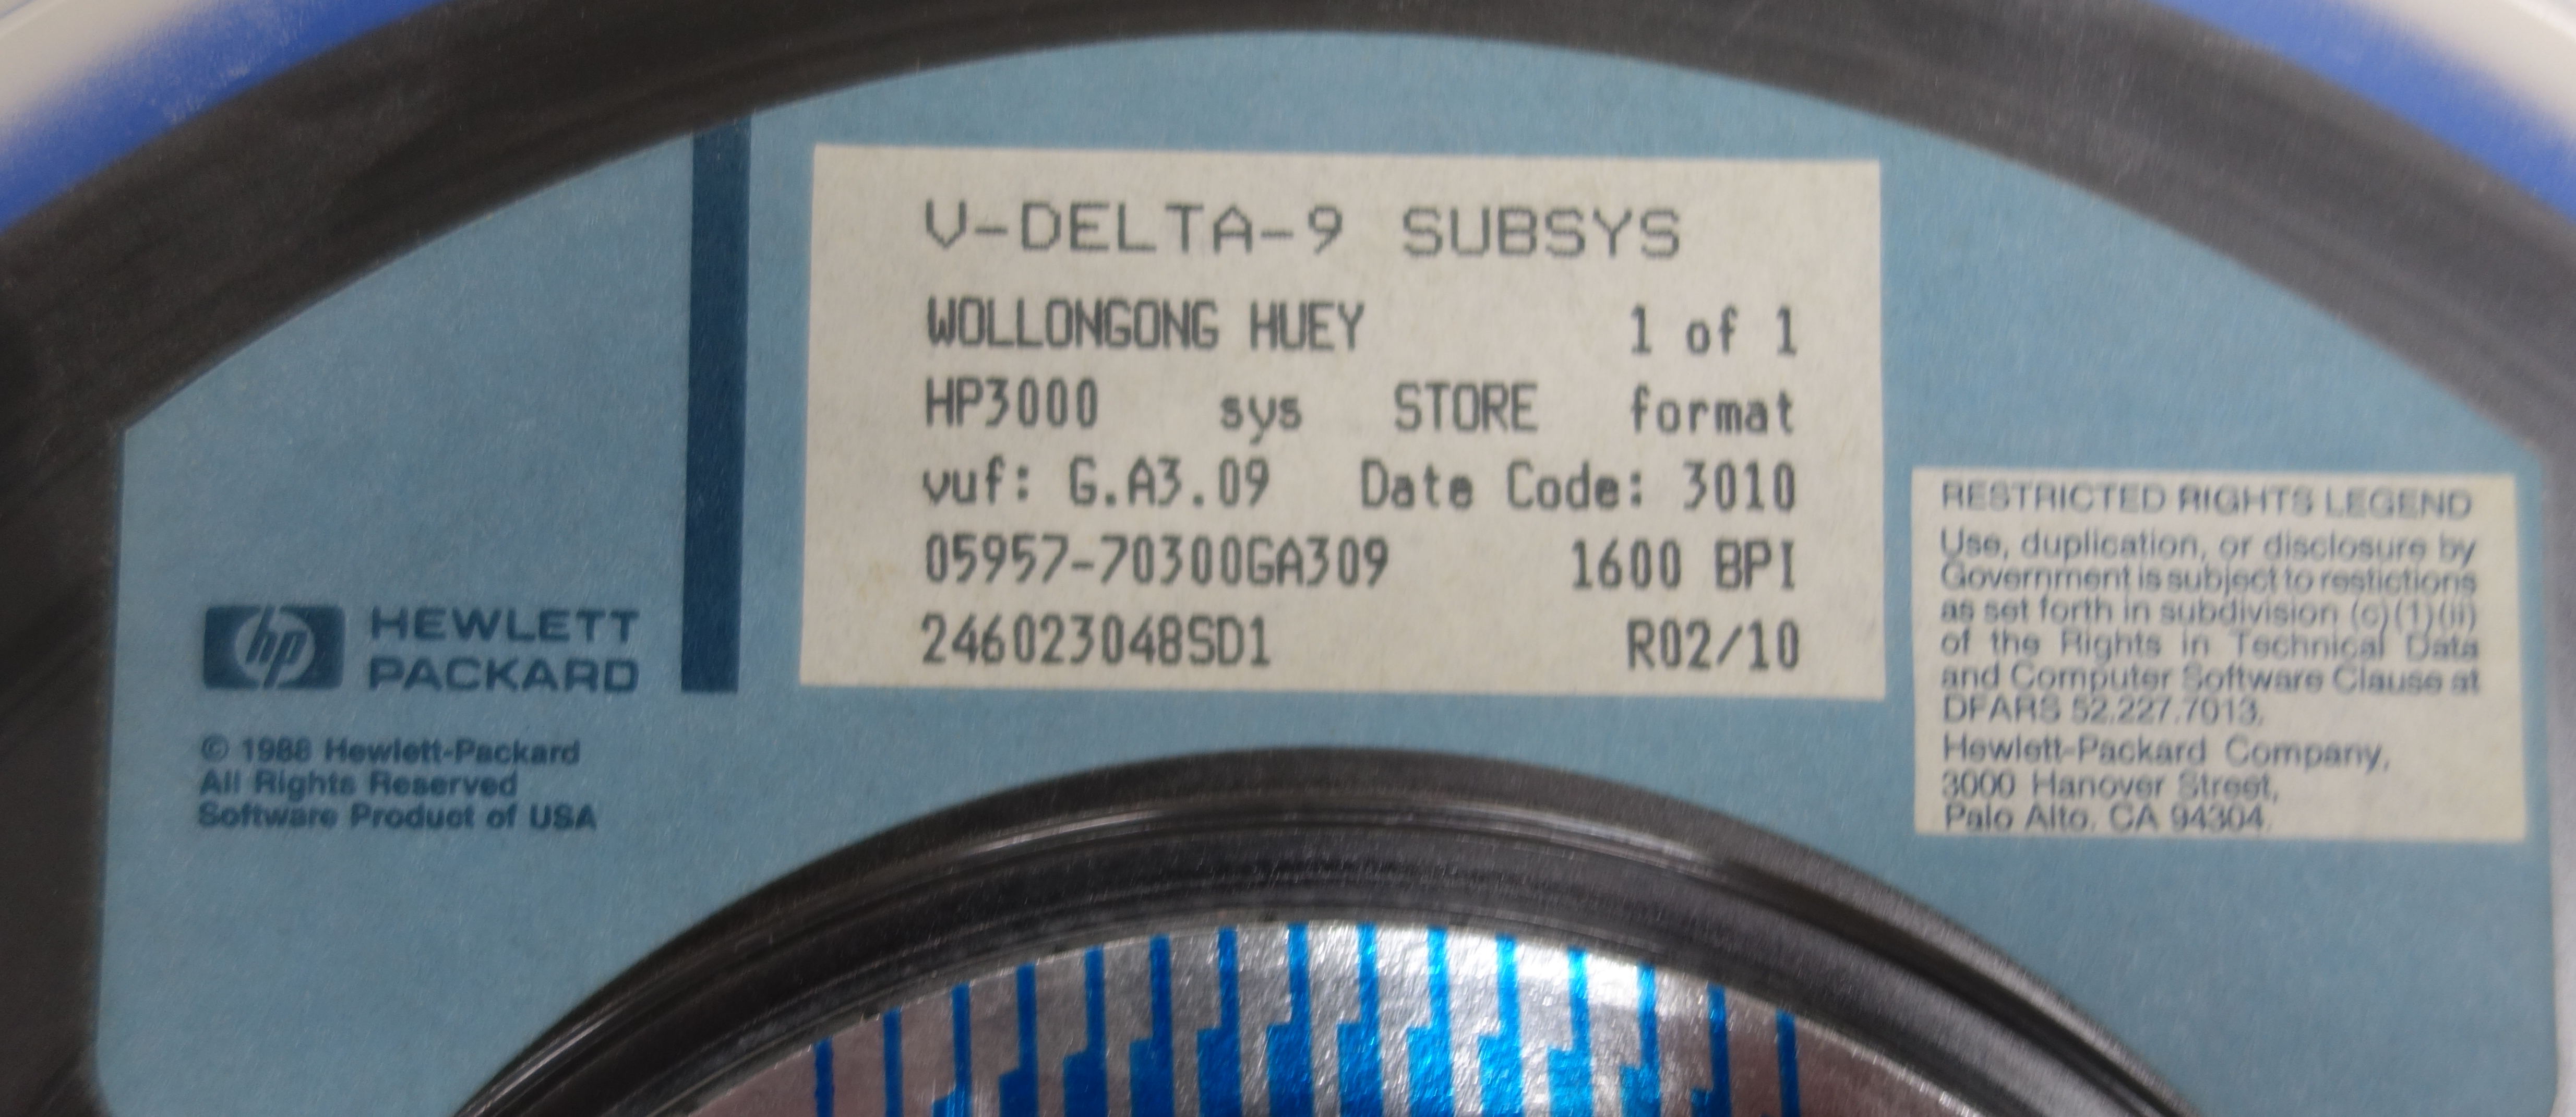 V-DELTA-9 SUBSYS
WOLLONGONG HUEY 1 of 1
HP3000 sys STORE format
vuf: G.A3.09 Date Code: 3010
05957-70300GA309 1600 BPI
246023048SD1 R02/10
hp HEWLETT
PACKARD
© 1988 Hewlett-Packard
All Rights Reserved
Software Product of USA
RESTRICTED RIGHTS LEGEND
Use, duplication, or disclosure by
Government is subject to restictions
as set forth in subdivision (c)(1)(ii)
of the Rights in Technical Data
and Computer Software Clause at
DFARS 52.227.7013.
Hewlett-Packard Company,
3000 Hanover Street,
Palo Alto, CA 94304.